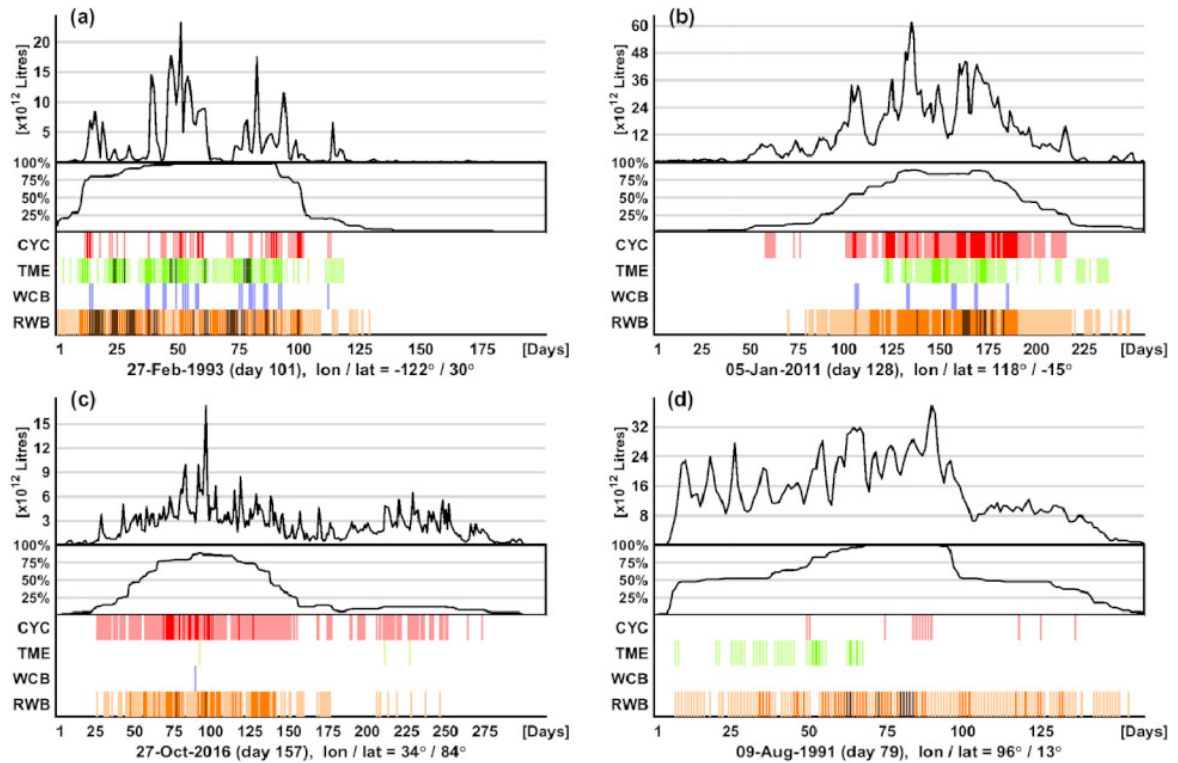 (a)
[x10^12 Litres]
20
15
10
5
100%
75%
50%
25%
CYC
TME
WCB
RWB
1 25 50 75 100 125 150 175 [Days]
27-Feb-1993 (day 101), lon / lat = -122° / 30°
(b)
[x10^12 Litres]
60
48
36
24
12
100%
75%
50%
25%
CYC
TME
WCB
RWB
1 25 50 75 100 125 150 175 200 225 [Days]
05-Jan-2011 (day 128), lon / lat = 118° / -15°
(c)
[x10^12 Litres]
15
12
9
6
3
100%
75%
50%
25%
CYC
TME
WCB
RWB
1 25 50 75 100 125 150 175 200 225 250 275 [Days]
27-Oct-2016 (day 157), lon / lat = 34° / 84°
(d)
[x10^12 Litres]
32
24
16
8
100%
75%
50%
25%
CYC
TME
WCB
RWB
1 25 50 75 100 125 [Days]
09-Aug-1991 (day 79), lon / lat = 96° / 13°